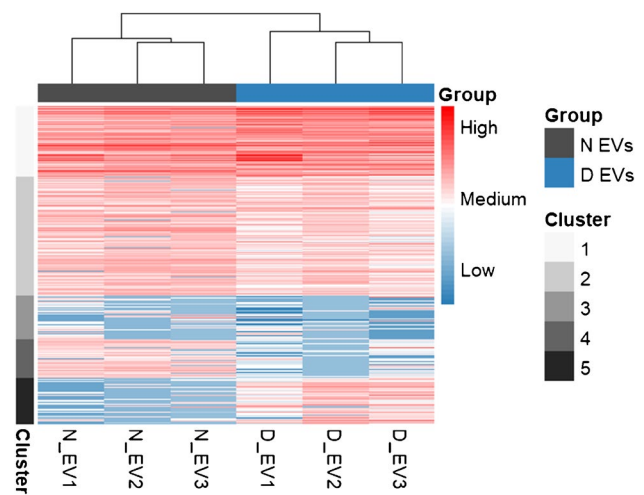 Group
High
Medium
Low
Group
N EVs
D EVs
Cluster
1
2
3
4
5
Cluster
N_EV1
N_EV2
N_EV3
D_EV1
D_EV2
D_EV3